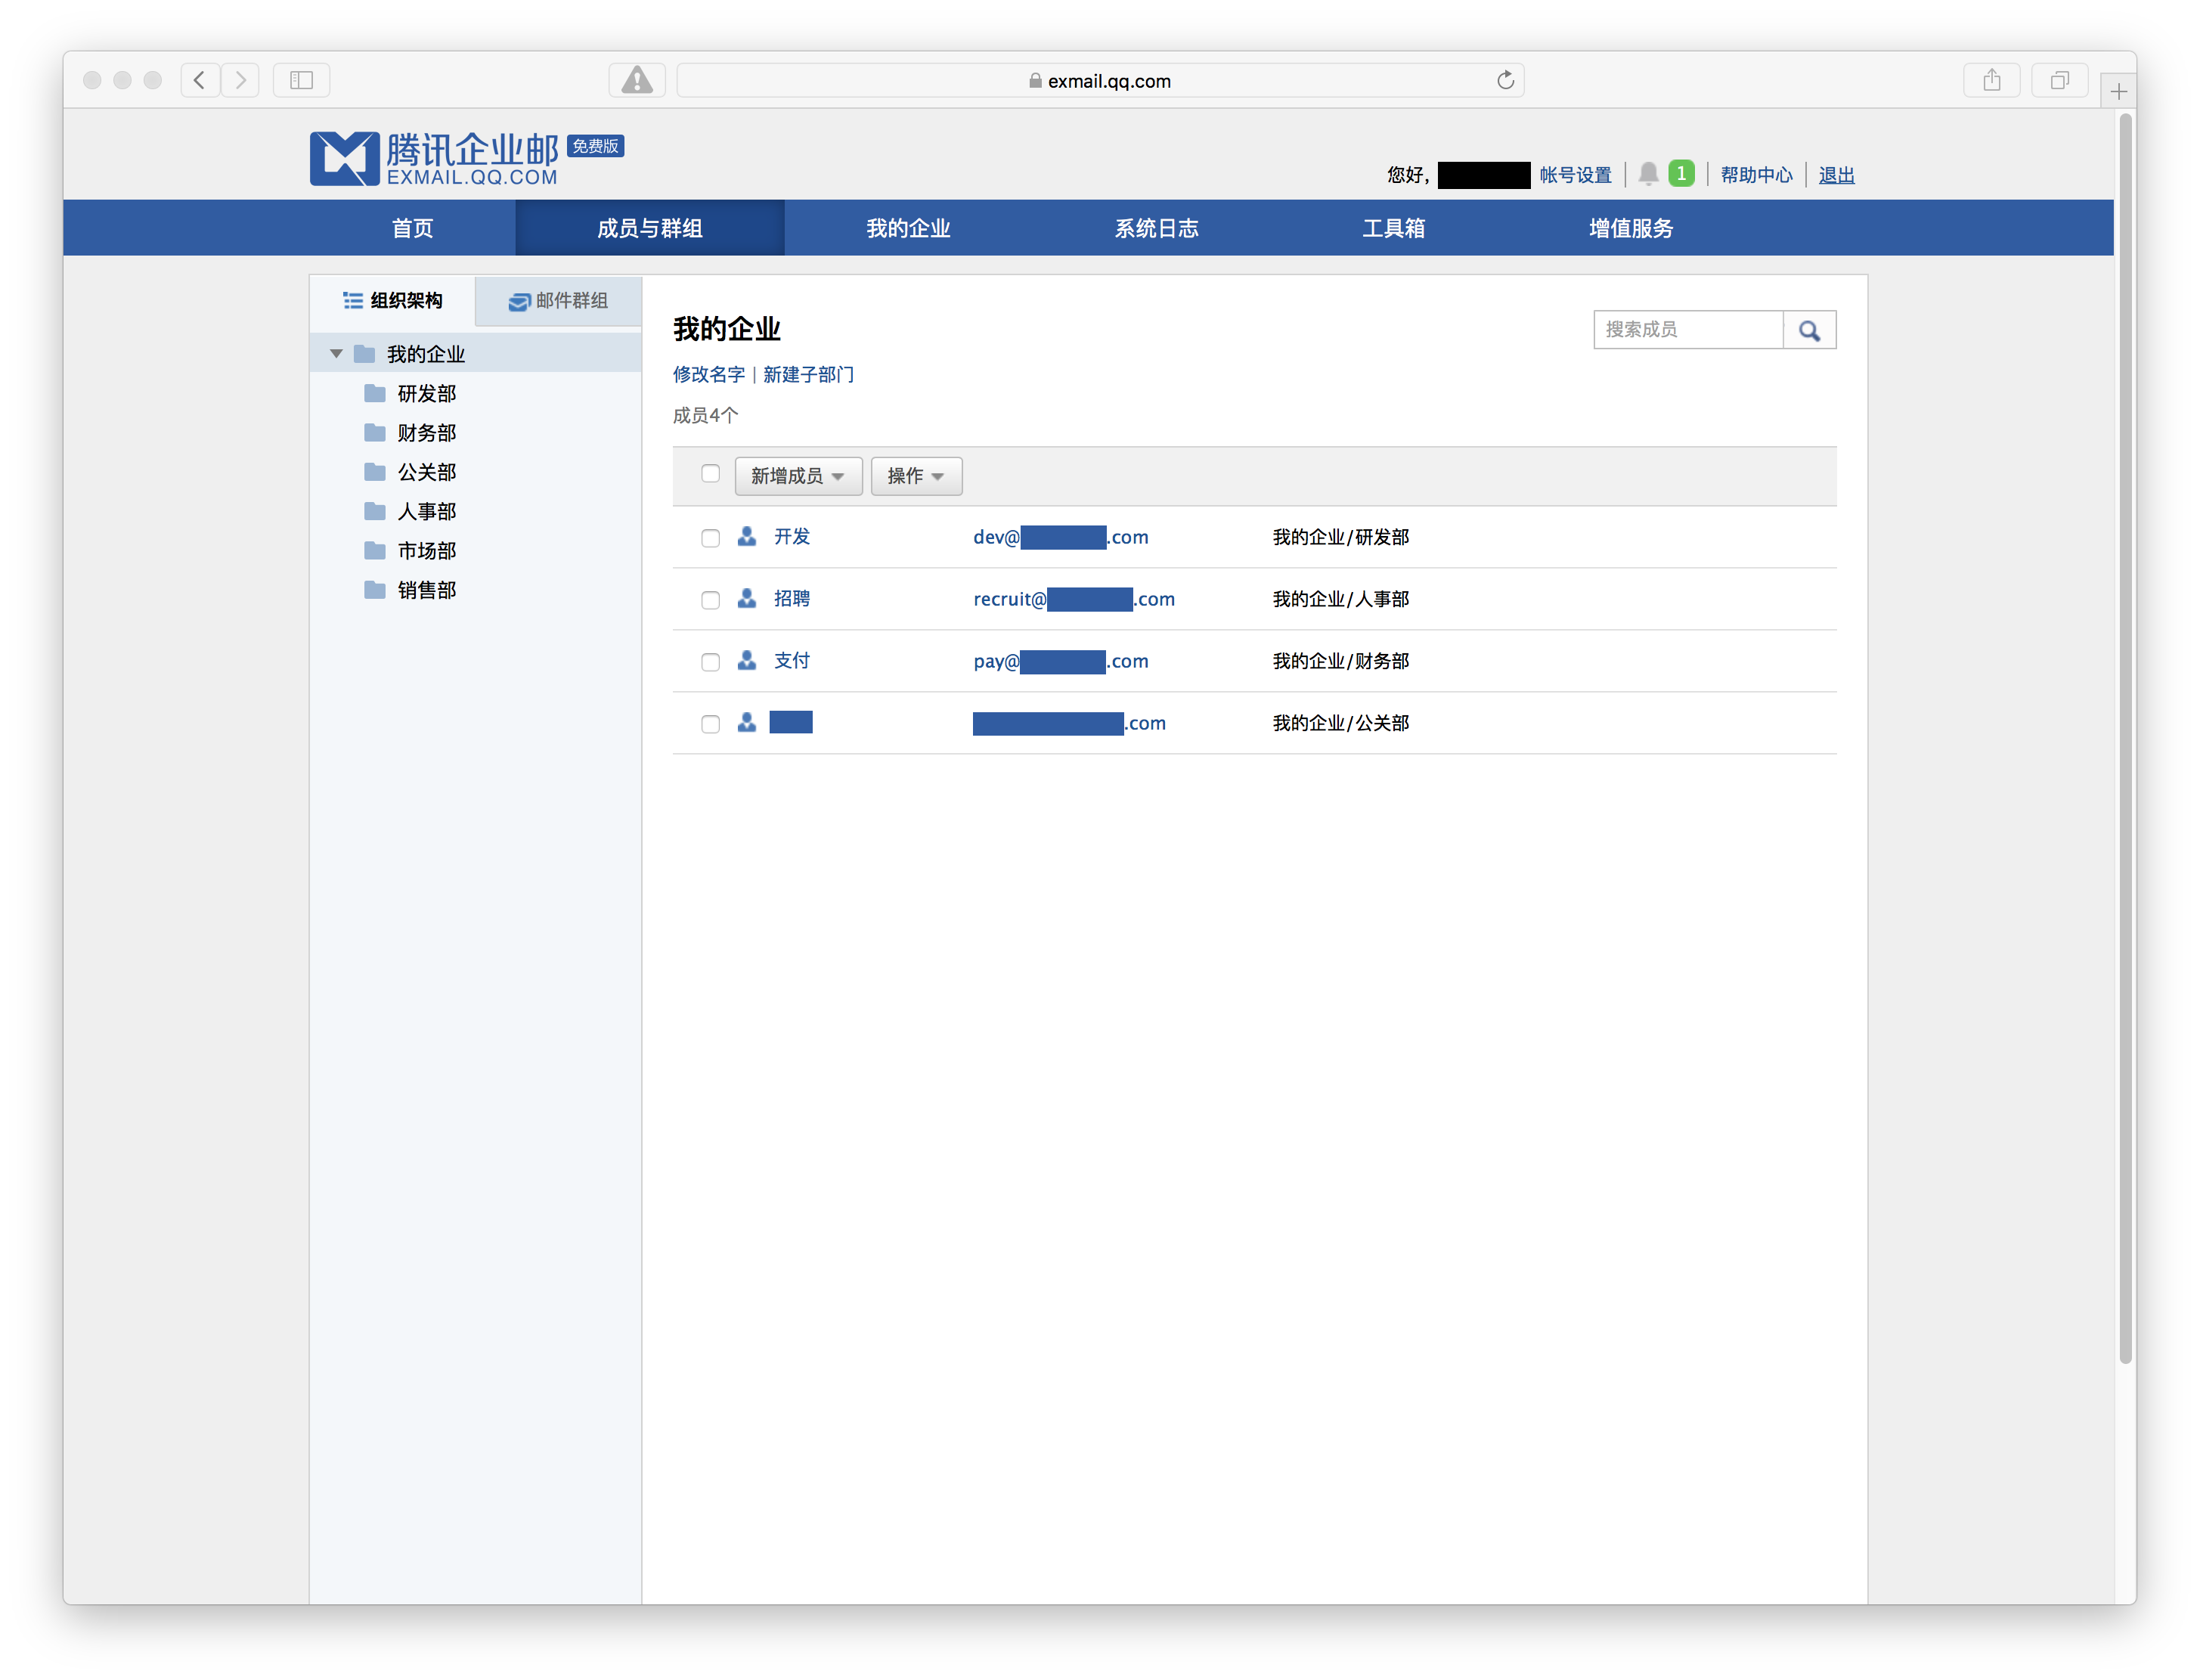 exmail.qq.com
腾讯企业邮 免费版
EXMAIL.QQ.COM
您好, 帐号设置 1 帮助中心 退出
首页 成员与群组 我的企业 系统日志 工具箱 增值服务
组织架构 邮件群组
我的企业
研发部
财务部
公关部
人事部
市场部
销售部
我的企业
搜索成员
修改名字 | 新建子部门
成员4个
新增成员 操作
开发 dev@ .com 我的企业/研发部
招聘 recruit@ .com 我的企业/人事部
支付 pay@ .com 我的企业/财务部
.com 我的企业/公关部